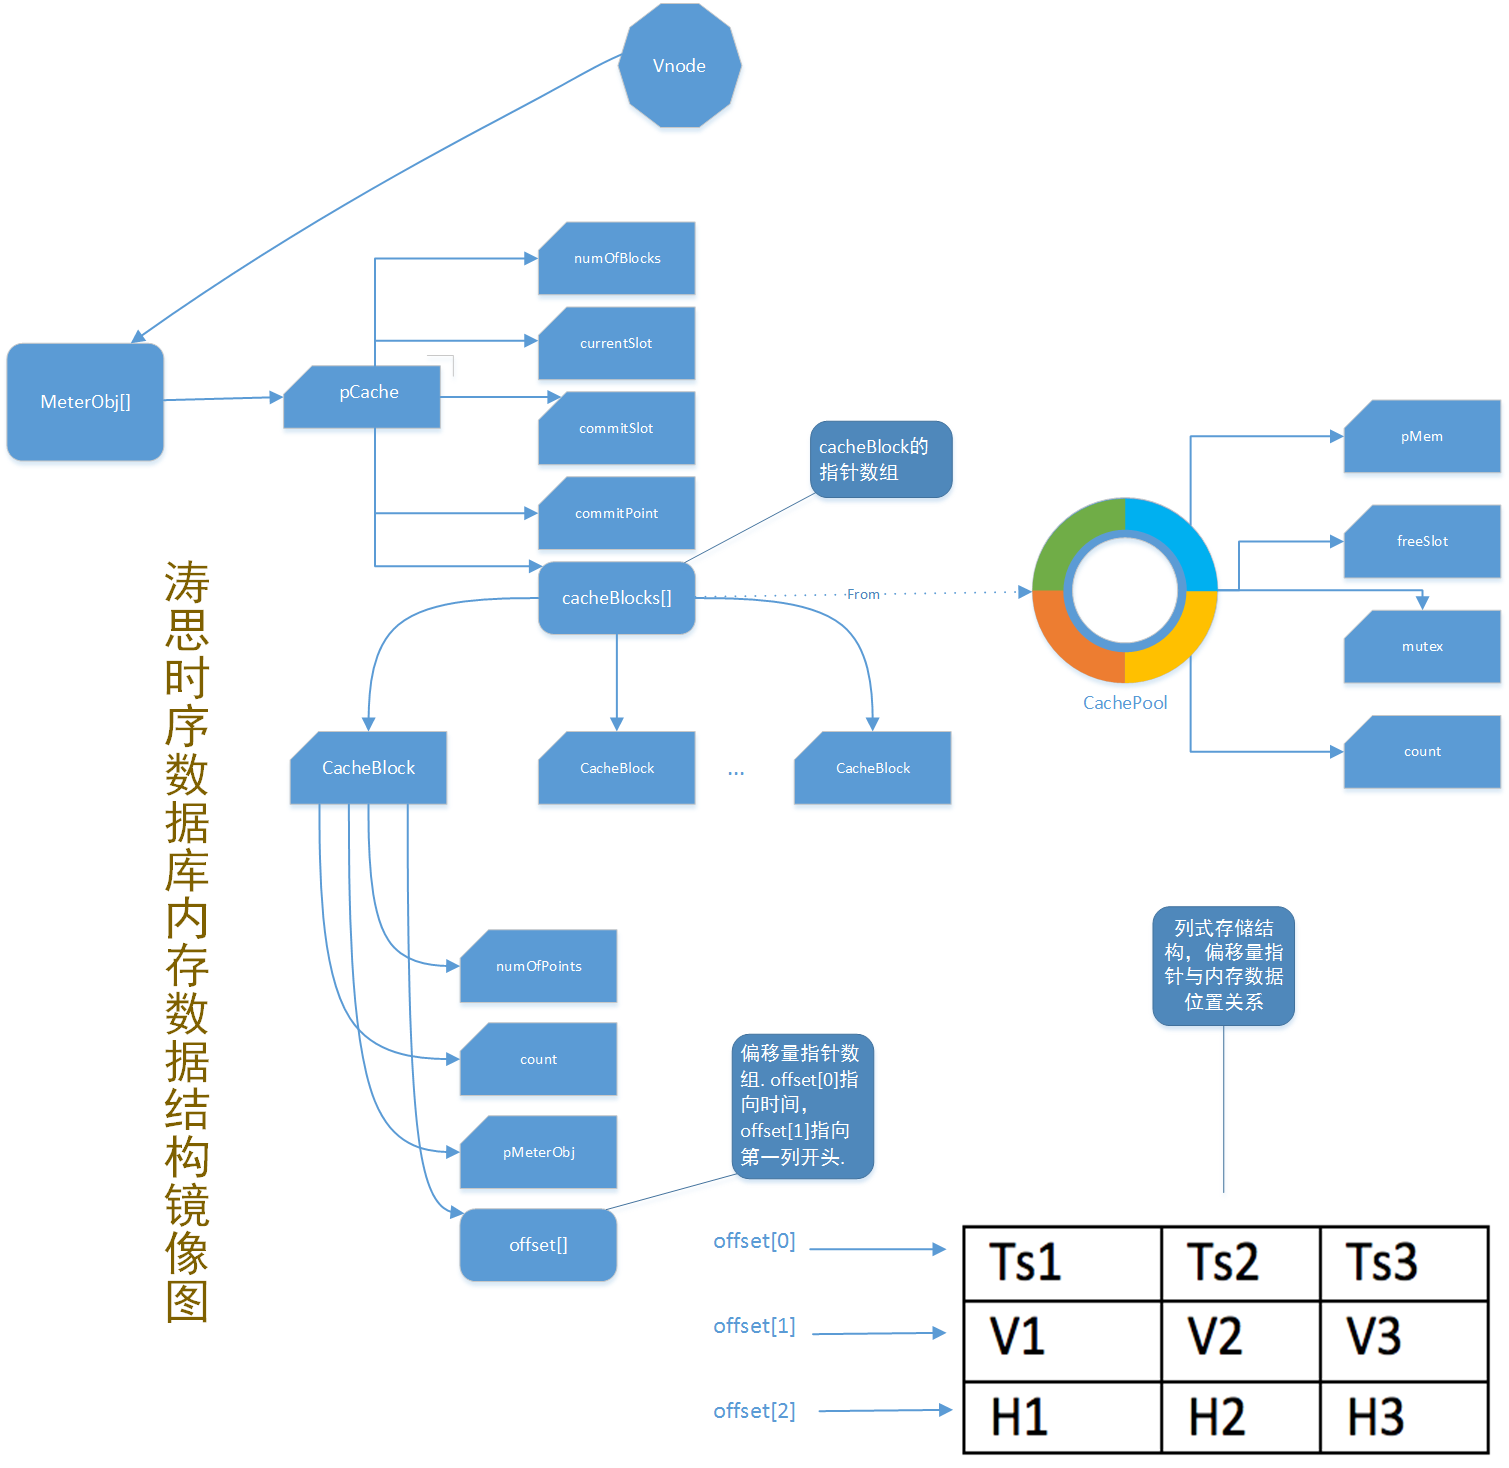 Vnode
numOfBlocks
currentSlot
MeterObj[]
pCache
commitSlot
commitPoint
cacheBlock的
指针数组
cacheBlocks[]
From
CachePool
pMem
freeSlot
mutex
count
CacheBlock
CacheBlock
...
CacheBlock
涛思时序数据库内存数据结构镜像图
numOfPoints
count
pMeterObj
offset[]
偏移量指针数
组. offset[0]指
向时间，
offset[1]指向
第一列开头.
列式存储结
构，偏移量指
针与内存数据
位置关系
offset[0]
Ts1 Ts2 Ts3
offset[1]
V1 V2 V3
offset[2]
H1 H2 H3